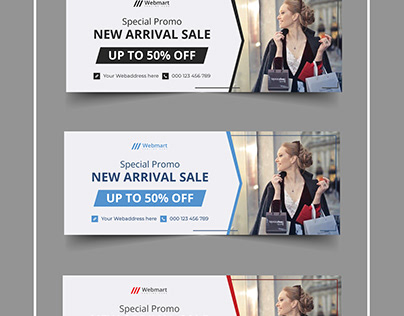 Webmart
Special Promo
NEW ARRIVAL SALE
UP TO 50% OFF
Your Webaddress here 000 123 456 789
Webmart
Special Promo
NEW ARRIVAL SALE
UP TO 50% OFF
Your Webaddress here 000 123 456 789
Webmart
Special Promo